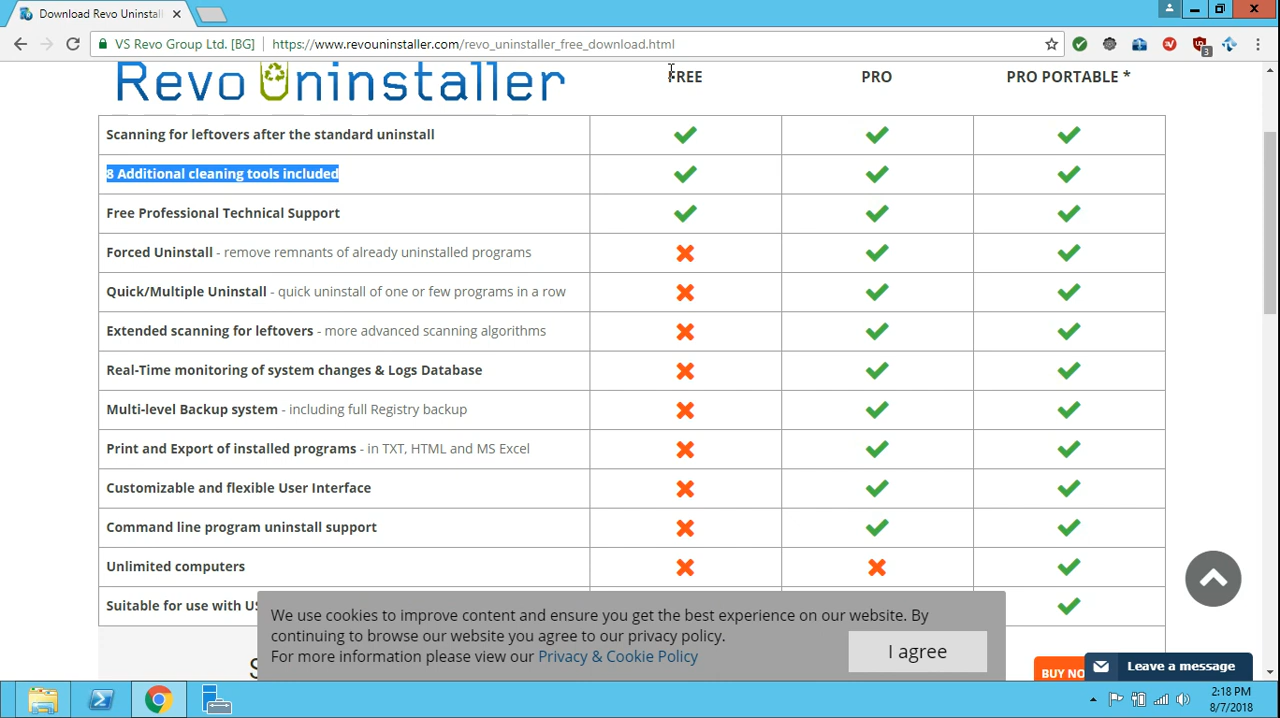 Download Revo Uninstall
VS Revo Group Ltd. [BG]
https://www.revouninstaller.com/revo_uninstaller_free_download.html
3
Revo Uninstaller
FREE
PRO
PRO PORTABLE *
Scanning for leftovers after the standard uninstall
8 Additional cleaning tools included
Free Professional Technical Support
Forced Uninstall - remove remnants of already uninstalled programs
Quick/Multiple Uninstall - quick uninstall of one or few programs in a row
Extended scanning for leftovers - more advanced scanning algorithms
Real-Time monitoring of system changes & Logs Database
Multi-level Backup system - including full Registry backup
Print and Export of installed programs - in TXT, HTML and MS Excel
Customizable and flexible User Interface
Command line program uninstall support
Unlimited computers
Suitable for use with
We use cookies to improve content and ensure you get the best experience on our website. By
continuing to browse our website you agree to our privacy policy.
For more information please view our Privacy & Cookie Policy
I agree
BUY NO
Leave a message
2:18 PM
8/7/2018